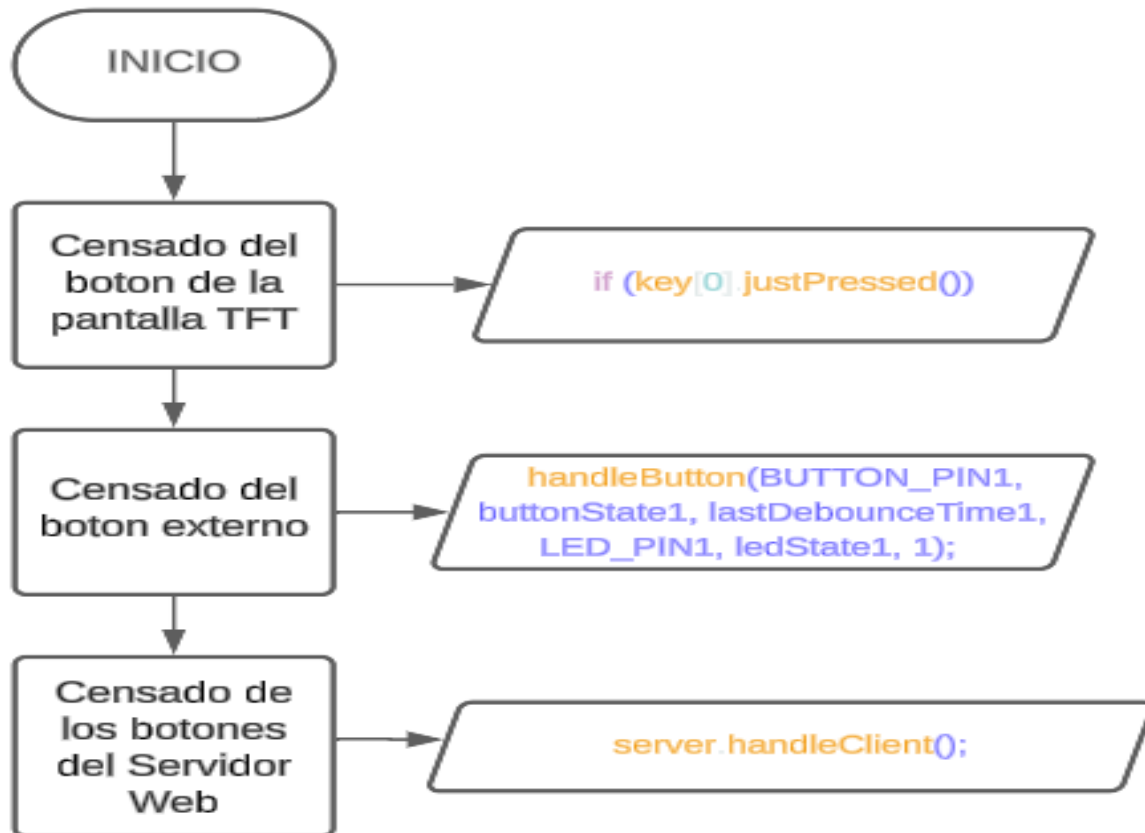 INICIO
Censado del
boton de la
pantalla TFT
if (key[0].justPressed())
Censado del
boton externo
handleButton(BUTTON_PIN1,
buttonState1, lastDebounceTime1,
LED_PIN1, ledState1, 1);
Censado de
los botones
del Servidor
Web
server.handleClient();